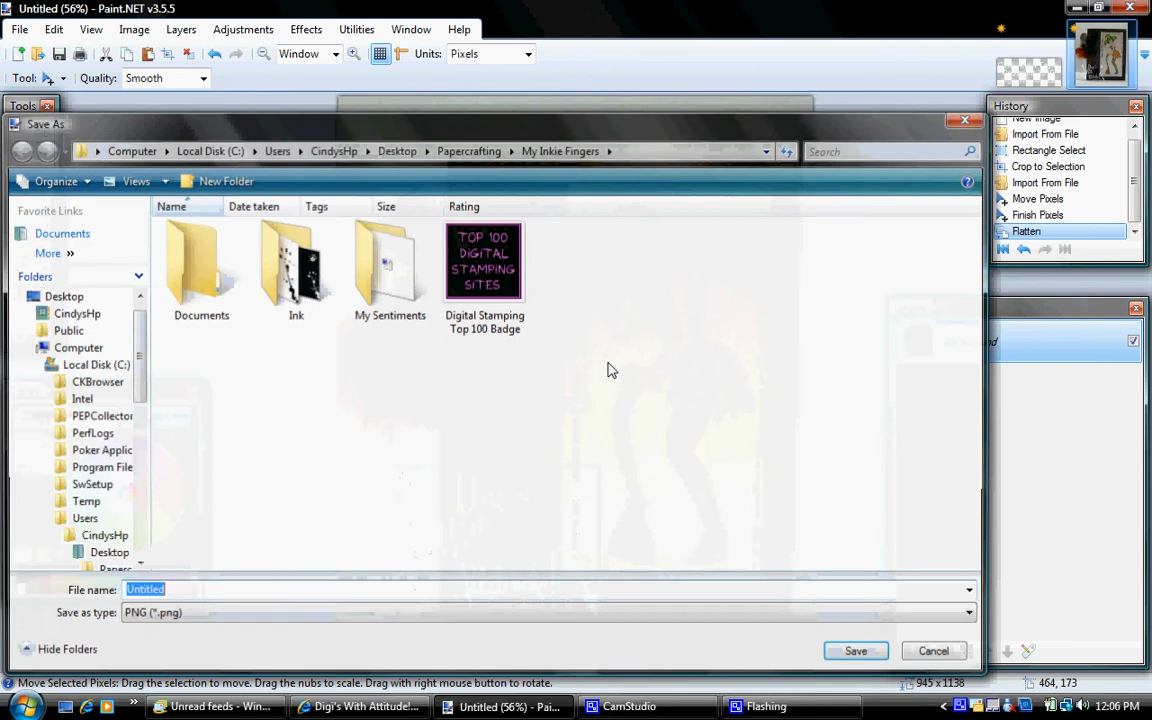 Untitled (56%) - Paint.NET v3.5.5
File Edit View Image Layers Adjustments Effects Utilities Window Help
Window Units: Pixels
Tool: Quality: Smooth
Tools
History
Save As
New Image
Import From File
Computer Local Disk (C:) Users CindysHp Desktop Papercrafting My Inkie Fingers Search
Rectangle Select
Crop to Selection
Organize Views New Folder
Import From File
Move Pixels
Favorite Links Name Date taken Tags Size Rating
Finish Pixels
Documents
Flatten
More »
TOP 100
DIGITAL
STAMPING
SITES
Folders
Desktop
CindysHp
Documents Ink My Sentiments Digital Stamping
Top 100 Badge
Public
Computer
Local Disk (C:)
CKBrowser
Intel
PEPCollector
PerfLogs
Poker Applic
Program File
SwSetup
Temp
Users
CindysHp
Desktop
File name: Untitled
Save as type: PNG (*.png)
Hide Folders Save Cancel
Move Selected Pixels: Drag the selection to move. Drag the nubs to scale. Drag with right mouse button to rotate. 945 x 1138 464, 173
Unread feeds - Win... Digi's With Attitude!... Untitled (56%) - Pai... CamStudio Flashing 12:06 PM